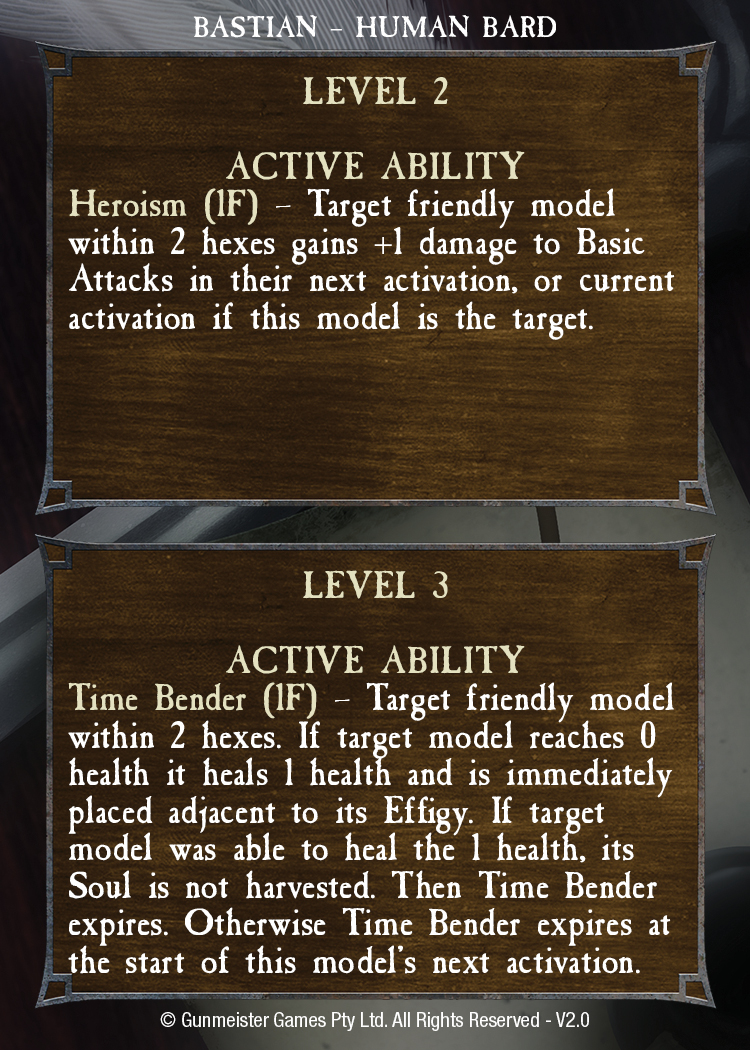 BASTIAN – HUMAN BARD
LEVEL 2
ACTIVE ABILITY
Heroism (1F) – Target friendly model
within 2 hexes gains +1 damage to Basic
Attacks in their next activation, or current
activation if this model is the target.
LEVEL 3
ACTIVE ABILITY
Time Bender (1F) – Target friendly model
within 2 hexes. If target model reaches 0
health it heals 1 health and is immediately
placed adjacent to its Effigy. If target
model was able to heal the 1 health, its
Soul is not harvested. Then Time Bender
expires. Otherwise Time Bender expires at
the start of this model's next activation.
© Gunmeister Games Pty Ltd. All Rights Reserved - V2.0